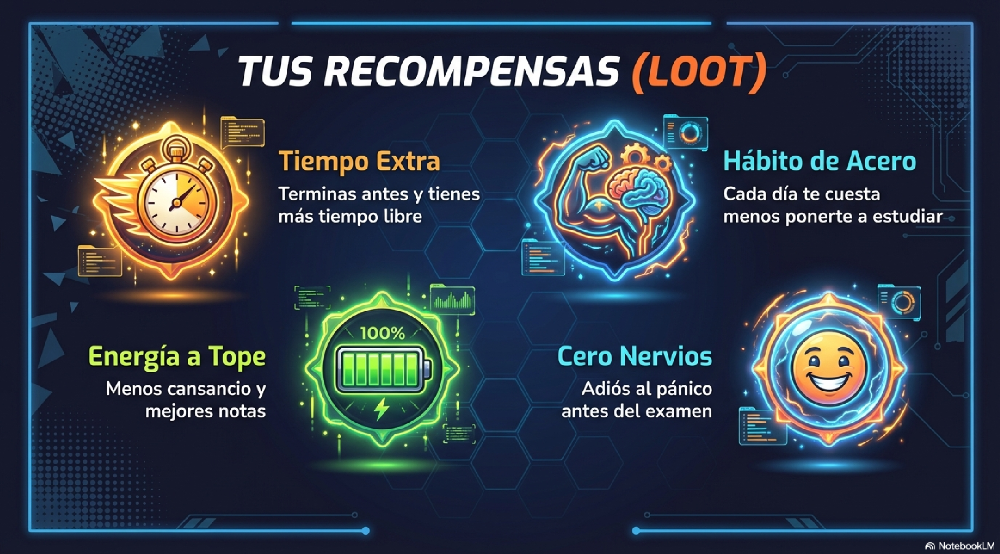 TUS RECOMPENSAS (LOOT)
Tiempo Extra
Terminas antes y tienes
más tiempo libre
Hábito de Acero
Cada día te cuesta
menos ponerte a estudiar
Energía a Tope
Menos cansancio y
mejores notas
100%
Cero Nervios
Adiós al pánico
antes del examen
NotebookLM